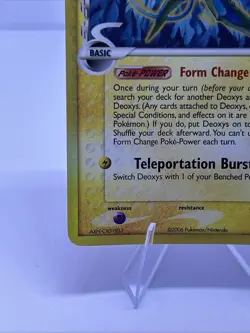 BASIC
Poké-POWER Form Change
Once during your turn (before your
search your deck for another Deoxys a
Deoxys. (Any cards attached to Deoxys, d
Special Conditions, and effects on it are
Pokémon.) If you do, put Deoxys on to
Shuffle your deck afterward. You can't u
Form Change Poké-Power each turn.
Teleportation Burst
Switch Deoxys with 1 of your Benched P
weakness resistance
©2006 Pokémon/Nintendo